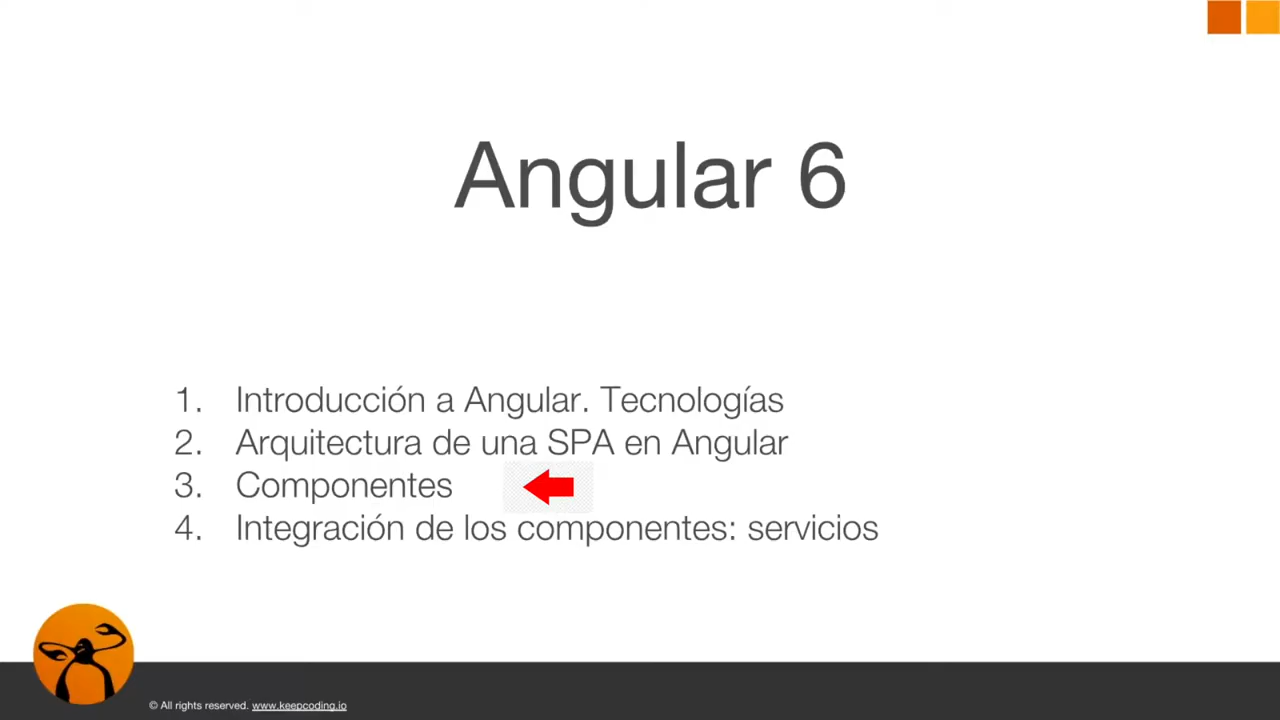 Angular 6
1. Introducción a Angular. Tecnologías
2. Arquitectura de una SPA en Angular
3. Componentes
4. Integración de los componentes: servicios
© All rights reserved. www.keepcoding.io